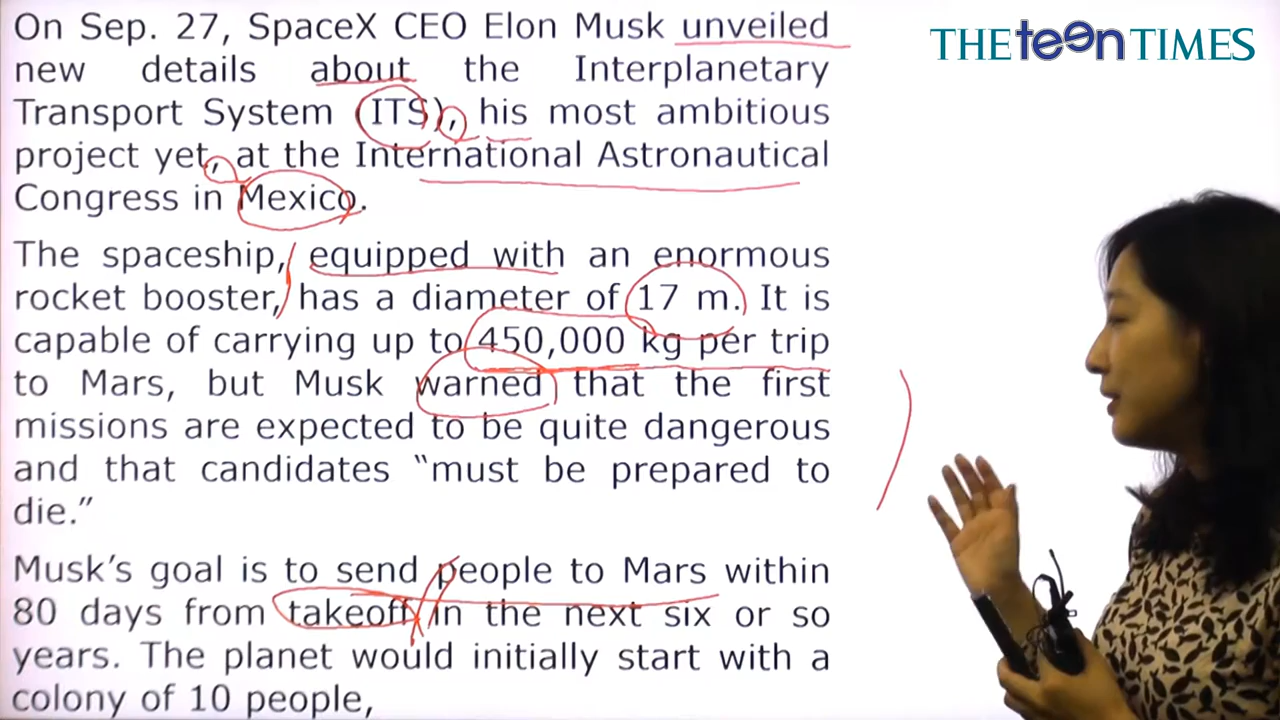 On Sep. 27, SpaceX CEO Elon Musk unveiled
new details about the Interplanetary
Transport System (ITS), his most ambitious
project yet, at the International Astronautical
Congress in Mexico.
The spaceship, equipped with an enormous
rocket booster, has a diameter of 17 m. It is
capable of carrying up to 450,000 kg per trip
to Mars, but Musk warned that the first
missions are expected to be quite dangerous
and that candidates “must be prepared to
die.”
Musk’s goal is to send people to Mars within
80 days from takeoff in the next six or so
years. The planet would initially start with a
colony of 10 people,
THE teen TIMES